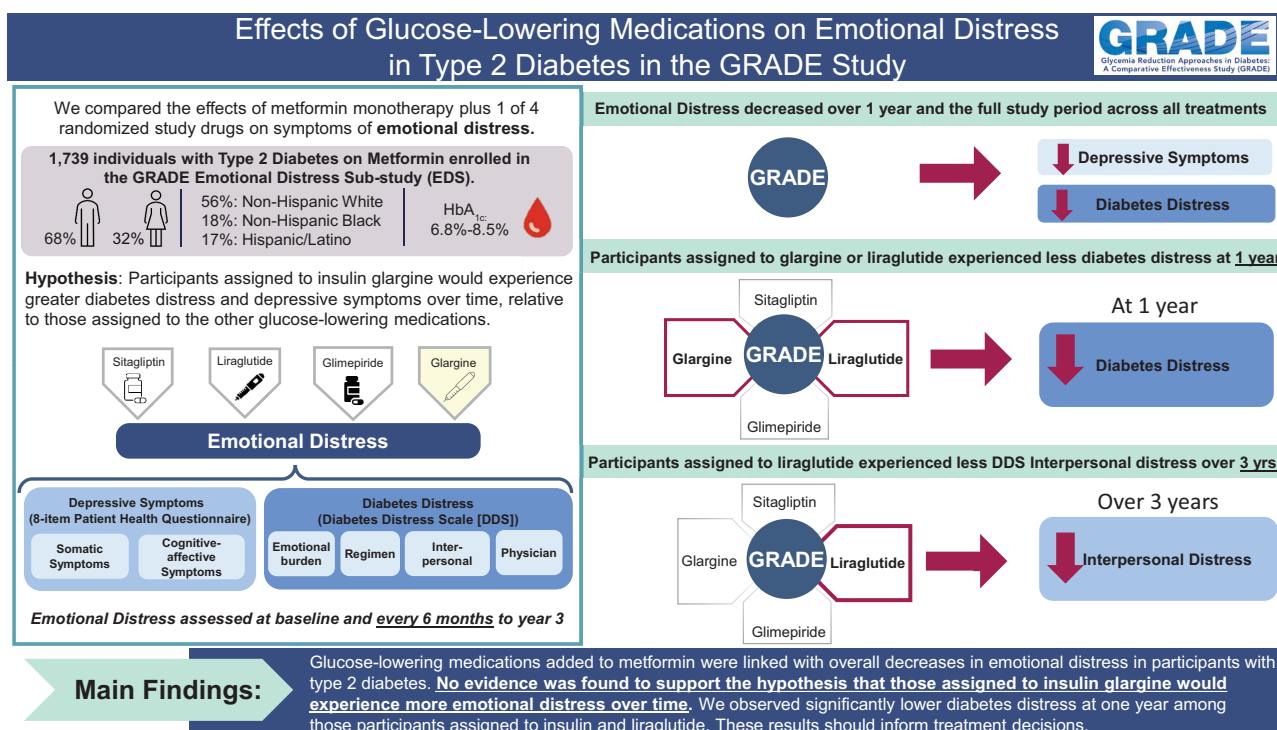 Effects of Glucose-Lowering Medications on Emotional Distress
in Type 2 Diabetes in the GRADE Study
GRADE
Glycemia Reduction Approaches in Diabetes:
A Comparative Effectiveness Study (GRADE)
We compared the effects of metformin monotherapy plus 1 of 4
randomized study drugs on symptoms of emotional distress.
1,739 individuals with Type 2 Diabetes on Metformin enrolled in
the GRADE Emotional Distress Sub-study (EDS).
68%
32%
56%: Non-Hispanic White
18%: Non-Hispanic Black
17%: Hispanic/Latino
HbA1c:
6.8%-8.5%
Hypothesis: Participants assigned to insulin glargine would experience
greater diabetes distress and depressive symptoms over time, relative
to those assigned to the other glucose-lowering medications.
Sitagliptin
Liraglutide
Glimepiride
Glargine
Emotional Distress
Depressive Symptoms
(8-item Patient Health Questionnaire)
Somatic
Symptoms
Cognitive-
affective
Symptoms
Diabetes Distress
(Diabetes Distress Scale [DDS])
Emotional
burden
Regimen
Inter-
personal
Physician
Emotional Distress assessed at baseline and every 6 months to year 3
Emotional Distress decreased over 1 year and the full study period across all treatments
GRADE
Depressive Symptoms
Diabetes Distress
Participants assigned to glargine or liraglutide experienced less diabetes distress at 1 year
Sitagliptin
Glargine
GRADE
Liraglutide
Glimepiride
At 1 year
Diabetes Distress
Participants assigned to liraglutide experienced less DDS Interpersonal distress over 3 yrs
Sitagliptin
Glargine
GRADE
Liraglutide
Glimepiride
Over 3 years
Interpersonal Distress
Main Findings:
Glucose-lowering medications added to metformin were linked with overall decreases in emotional distress in participants with
type 2 diabetes. No evidence was found to support the hypothesis that those assigned to insulin glargine would
experience more emotional distress over time. We observed significantly lower diabetes distress at one year among
those participants assigned to insulin and liraglutide. These results should inform treatment decisions.